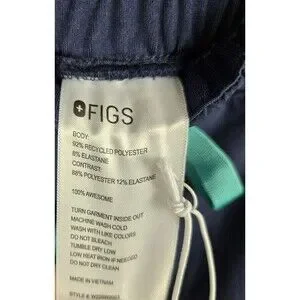 FIGS
BODY:
92% RECYCLED POLYESTER
8% ELASTANE
CONTRAST:
88% POLYESTER 12% ELASTANE
100% AWESOME
TURN GARMENT INSIDE OUT
MACHINE WASH COLD
WASH WITH LIKE COLORS
DO NOT BLEACH
TUMBLE DRY LOW
LOW HEAT IRON IF NEEDED
DO NOT DRY CLEAN
MADE IN VIETNAM
STYLE #